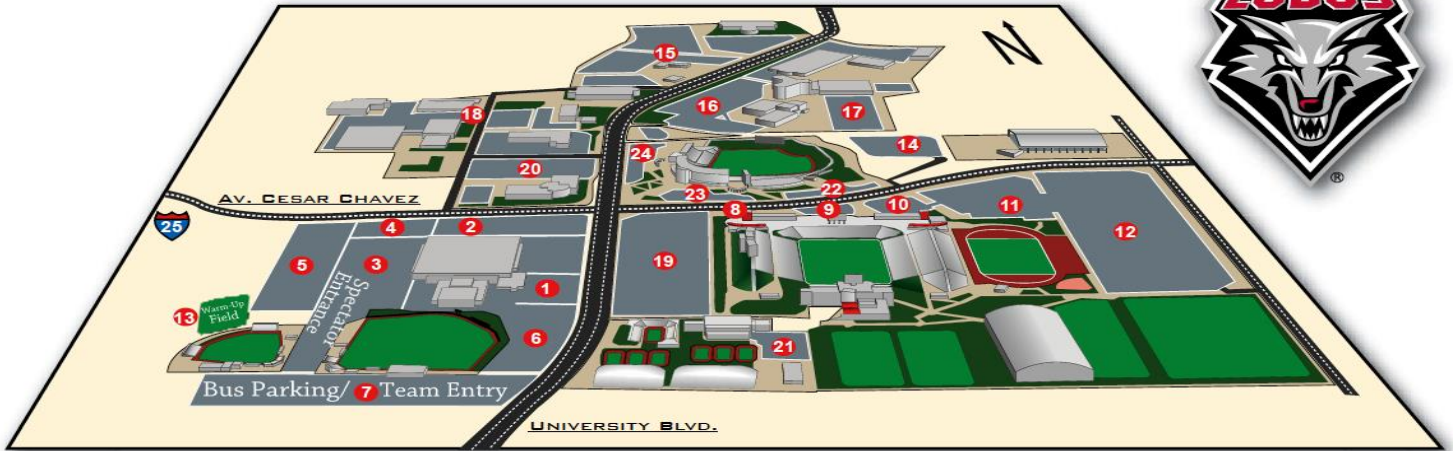 LOBOS
®
N
15
16
17
18
14
24
20
23
22
AV. CESAR CHAVEZ
25
8
9
10
11
4
2
12
5
3
19
1
Spectator
Entrance
13
Warm-Up
Field
6
21
Bus Parking/ 7 Team Entry
UNIVERSITY BLVD.